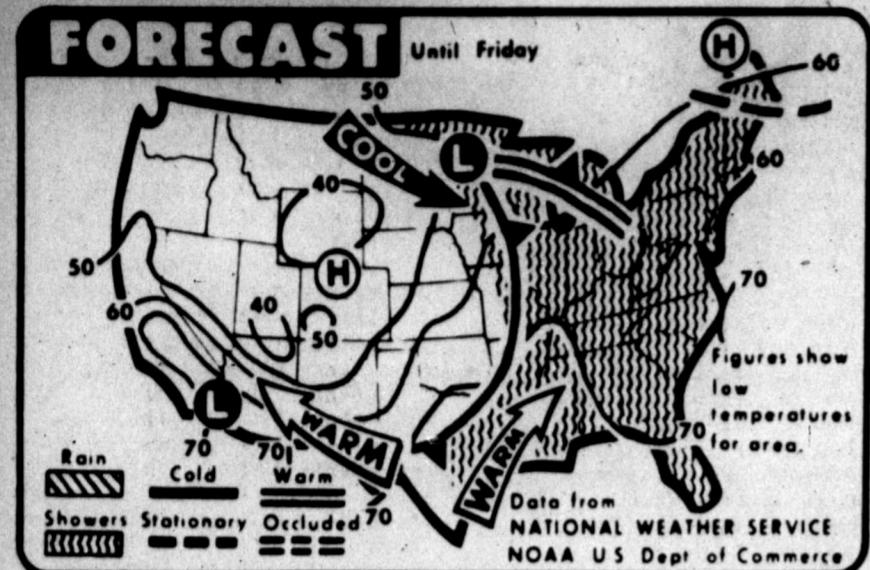 FORECAST Until Friday
H
60
50
COOL
L
60
40
H
50
70
60
40
50
Figures show
low
temperatures
for area.
L
WARM
WARM
70
70
70
70
Rain Cold Warm
Showers Stationary Occluded
Data from
NATIONAL WEATHER SERVICE
NOAA US Dept of Commerce